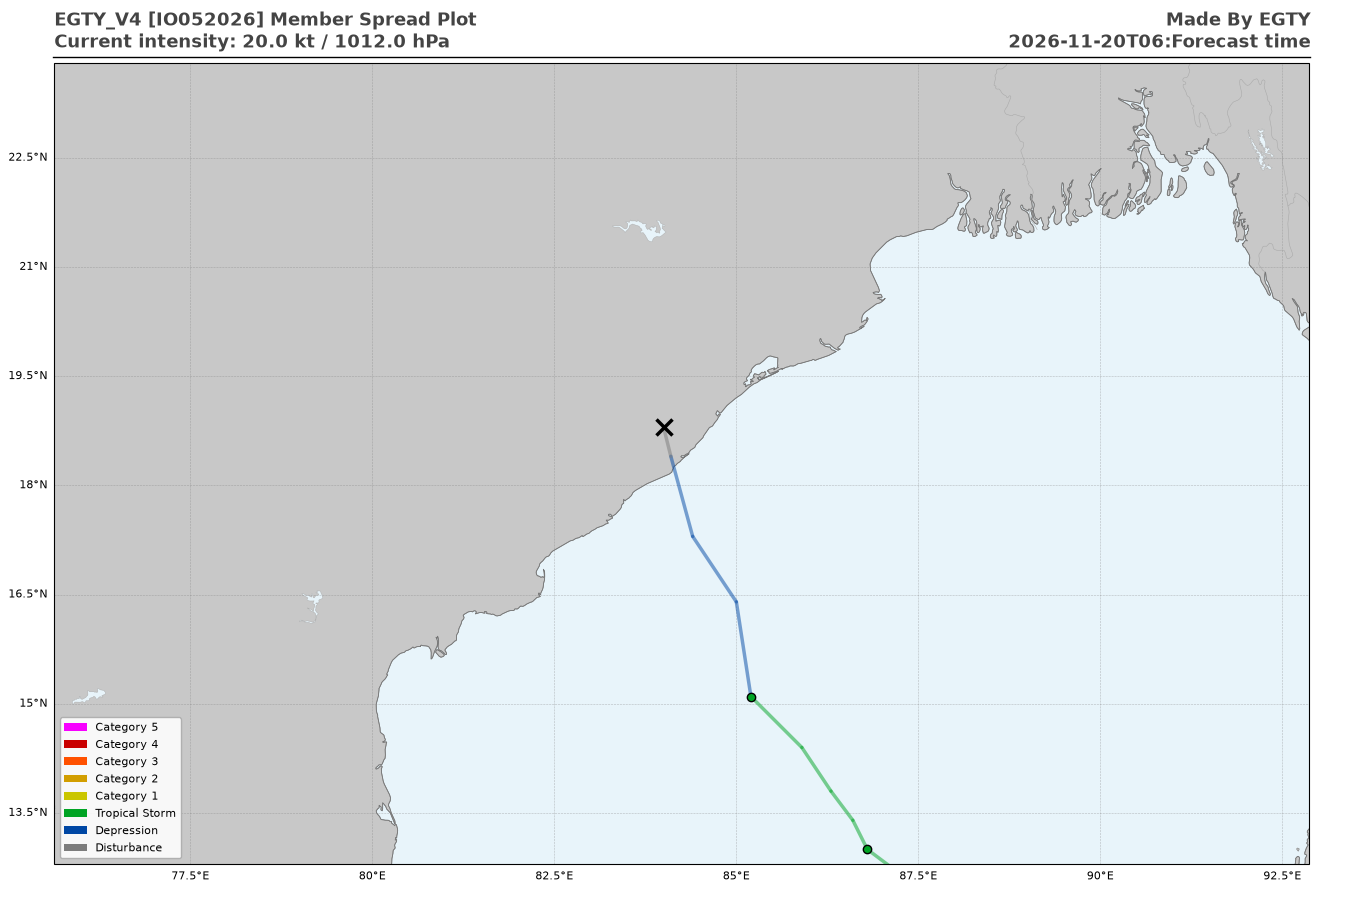 EGTY_V4 [IO052026] Member Spread Plot
Current intensity: 20.0 kt / 1012.0 hPa
Made By EGTY
2026-11-20T06:Forecast time
22.5°N
21°N
19.5°N
18°N
16.5°N
15°N
13.5°N
Category 5
Category 4
Category 3
Category 2
Category 1
Tropical Storm
Depression
Disturbance
77.5°E
80°E
82.5°E
85°E
87.5°E
90°E
92.5°E